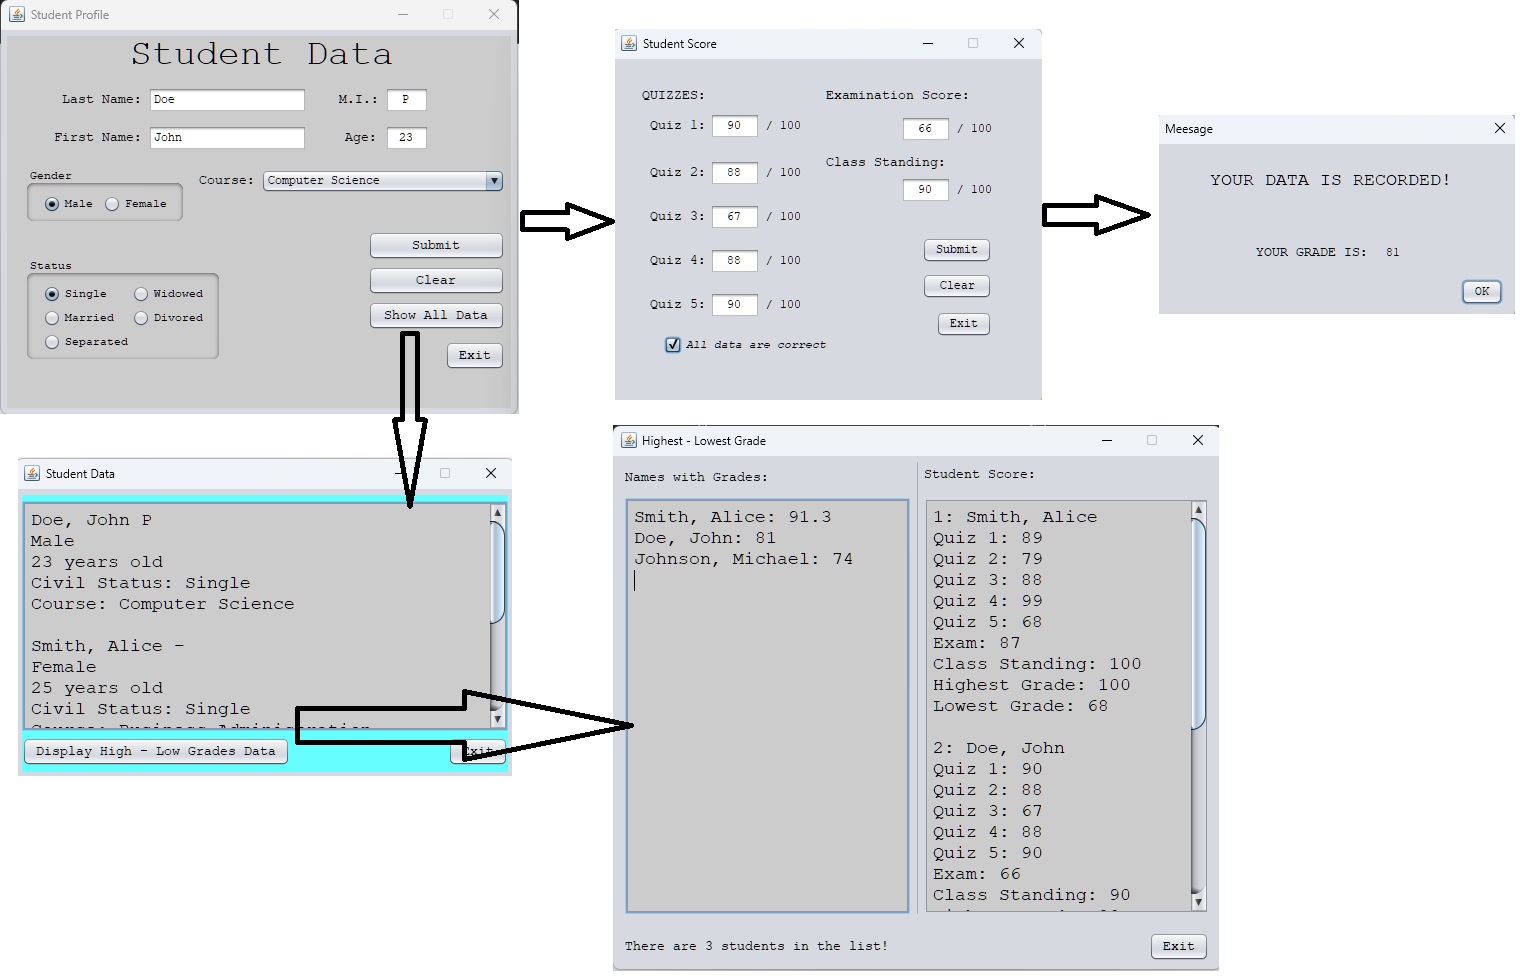 Student Profile
Student Data
Last Name: Doe M.I.: P
First Name: John Age: 23
Gender
Male Female
Course: Computer Science
Submit
Status
Single Widowed
Married Divored
Separated
Clear
Show All Data
Exit
Student Score
QUIZZES:
Quiz 1: 90 / 100
Quiz 2: 88 / 100
Quiz 3: 67 / 100
Quiz 4: 88 / 100
Quiz 5: 90 / 100
All data are correct
Examination Score:
66 / 100
Class Standing:
90 / 100
Submit
Clear
Exit
Meesage
YOUR DATA IS RECORDED!
YOUR GRADE IS: 81
OK
Student Data
Doe, John P
Male
23 years old
Civil Status: Single
Course: Computer Science
Smith, Alice -
Female
25 years old
Civil Status: Single
Course: Business Administration
Display High - Low Grades Data
Exit
Highest - Lowest Grade
Names with Grades:
Smith, Alice: 91.3
Doe, John: 81
Johnson, Michael: 74
Student Score:
1: Smith, Alice
Quiz 1: 89
Quiz 2: 79
Quiz 3: 88
Quiz 4: 99
Quiz 5: 68
Exam: 87
Class Standing: 100
Highest Grade: 100
Lowest Grade: 68
2: Doe, John
Quiz 1: 90
Quiz 2: 88
Quiz 3: 67
Quiz 4: 88
Quiz 5: 90
Exam: 66
Class Standing: 90
There are 3 students in the list!
Exit